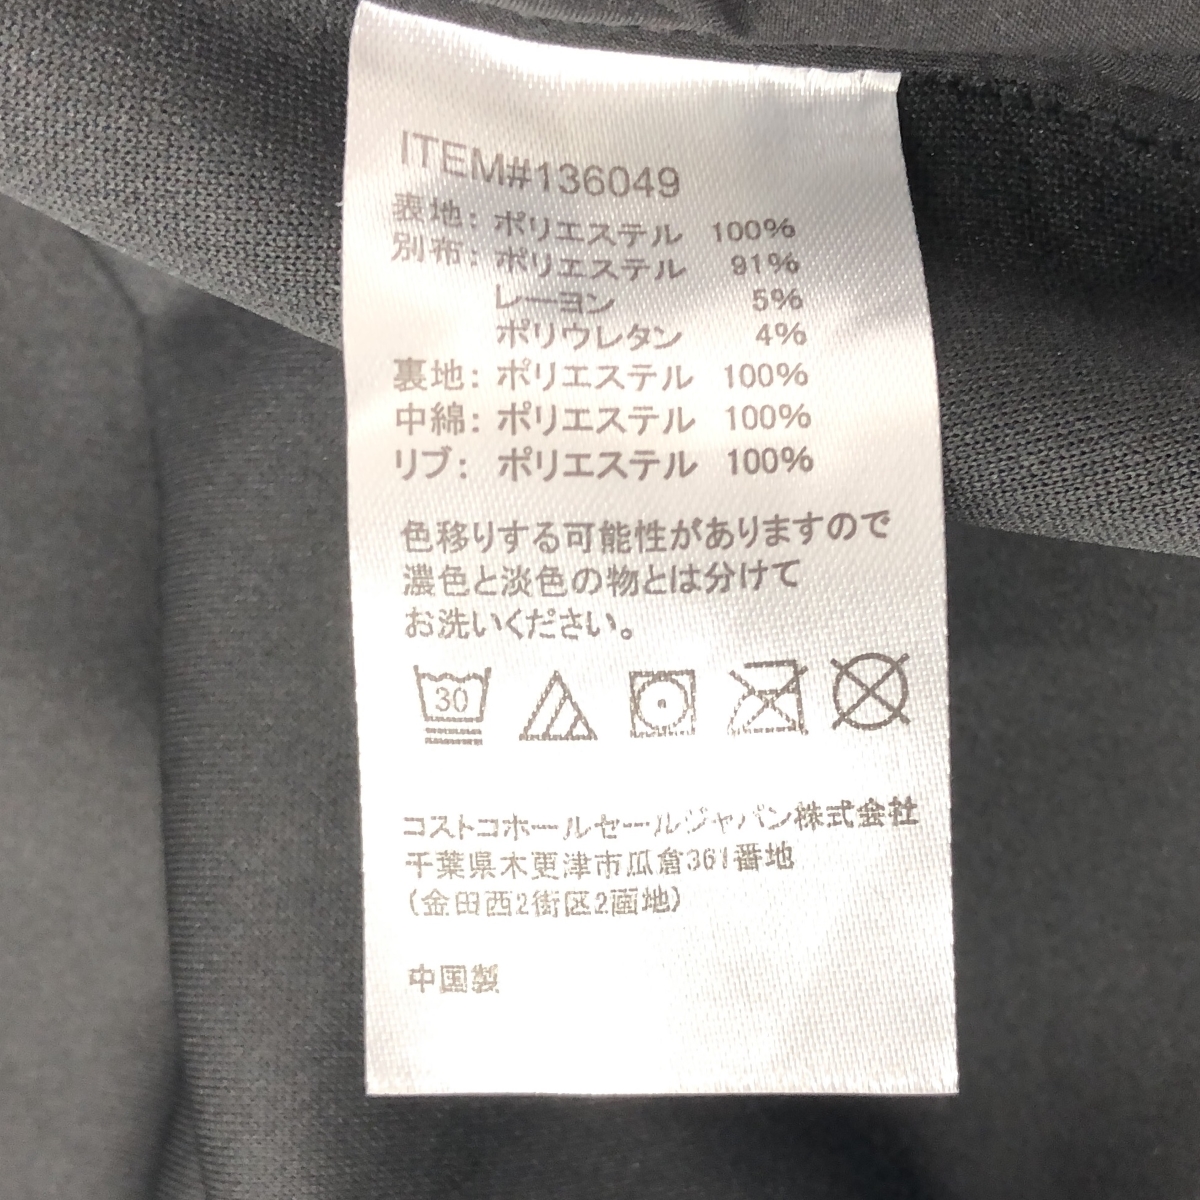 ITEM#136049
表地: ポリエステル 100%
別布: ポリエステル 91%
レーヨン 5%
ポリウレタン 4%
裏地: ポリエステル 100%
中綿: ポリエステル 100%
リブ: ポリエステル 100%
色移りする可能性がありますので
濃色と淡色の物とは分けて
お洗いください。
30
コストコホールセールジャパン株式会社
千葉県木更津市瓜倉361番地
(金田西2街区2画地)
中国製